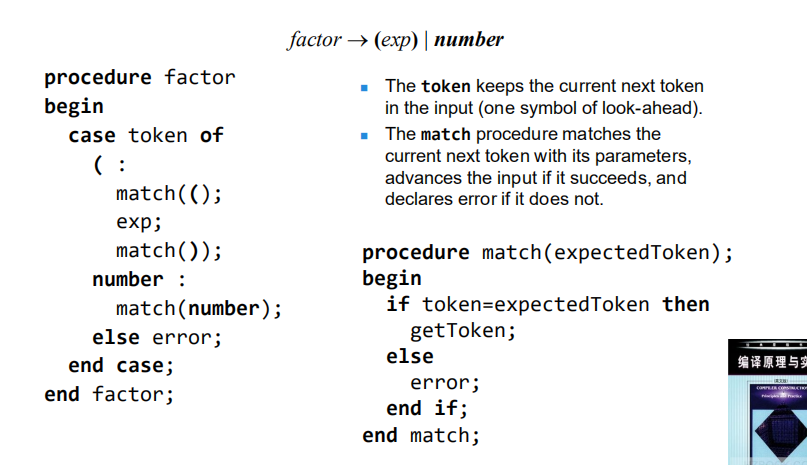 factor → (exp) | number
procedure factor
begin
case token of
( :
match(();
exp;
match());
number :
match(number);
else error;
end case;
end factor;
The token keeps the current next token
in the input (one symbol of look-ahead).
The match procedure matches the
current next token with its parameters,
advances the input if it succeeds, and
declares error if it does not.
procedure match(expectedToken);
begin
if token=expectedToken then
getToken;
else
error;
end if;
end match;
编译原理与实
COMPILER CONSTRUCTIO
Principles and Practice